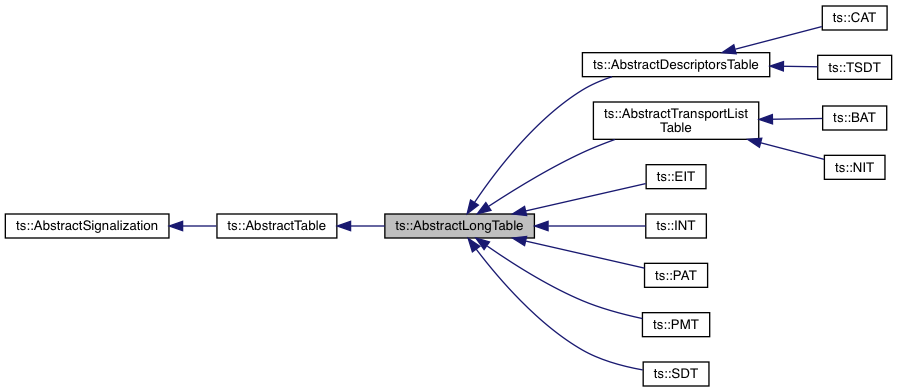 ts::CAT
ts::AbstractDescriptorsTable
ts::TSDT
ts::AbstractTransportList
Table
ts::BAT
ts::NIT
ts::EIT
ts::AbstractSignalization
ts::AbstractTable
ts::AbstractLongTable
ts::INT
ts::PAT
ts::PMT
ts::SDT